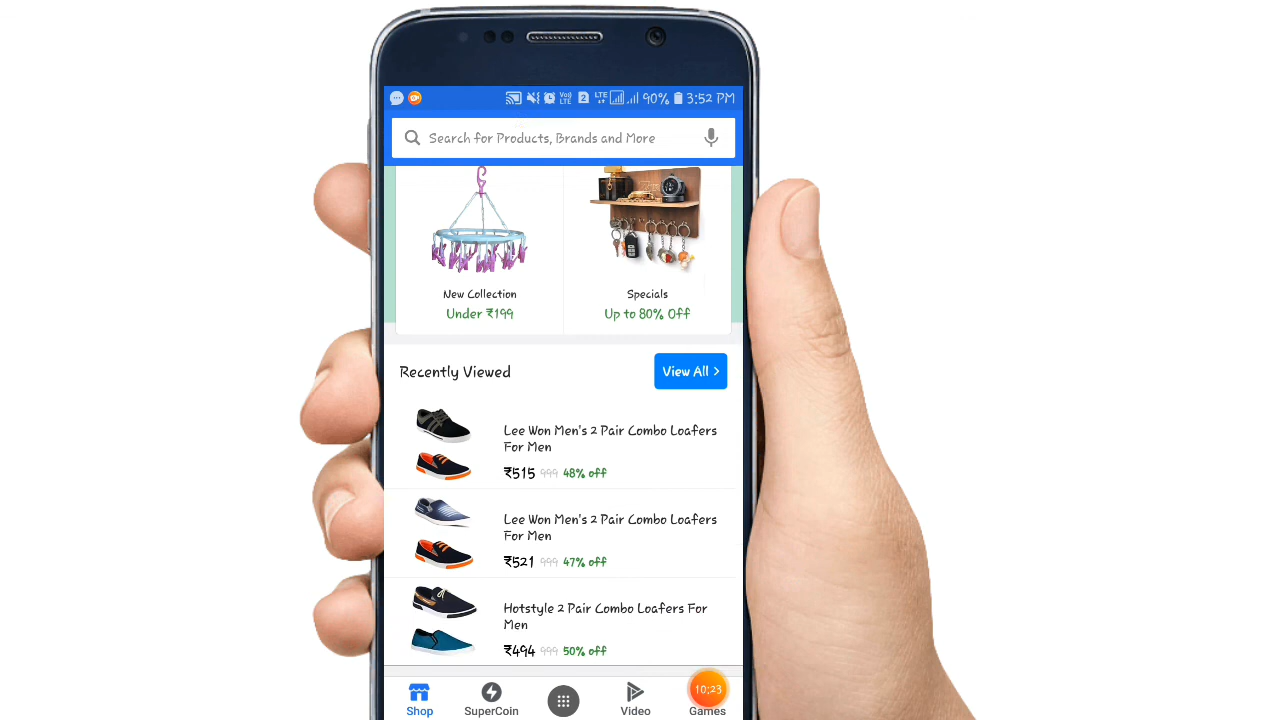 VoLTE 2 LTE 90% 3:52 PM
Search for Products, Brands and More
New Collection
Specials
Under ₹199
Up to 80% Off
Recently Viewed
View All >
Lee Won Men's 2 Pair Combo Loafers
For Men
₹515 999 48% off
Lee Won Men's 2 Pair Combo Loafers
For Men
₹521 999 47% off
Hotstyle 2 Pair Combo Loafers For
Men
₹494 999 50% off
10:23
Shop
SuperCoin
Video
Games